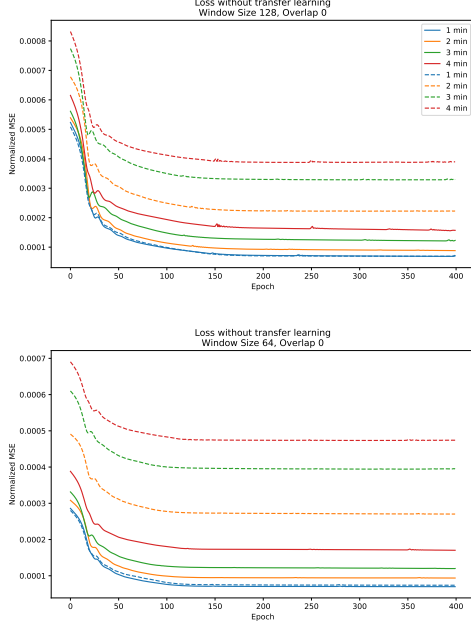 Loss without transfer learning
Window Size 128, Overlap 0
0.0008
0.0007
0.0006
0.0005
0.0004
0.0003
0.0002
0.0001
Normalized MSE
1 min
2 min
3 min
4 min
1 min
2 min
3 min
4 min
0 50 100 150 200 250 300 350 400
Epoch
Loss without transfer learning
Window Size 64, Overlap 0
0.0007
0.0006
0.0005
0.0004
0.0003
0.0002
0.0001
Normalized MSE
0 50 100 150 200 250 300 350 400
Epoch